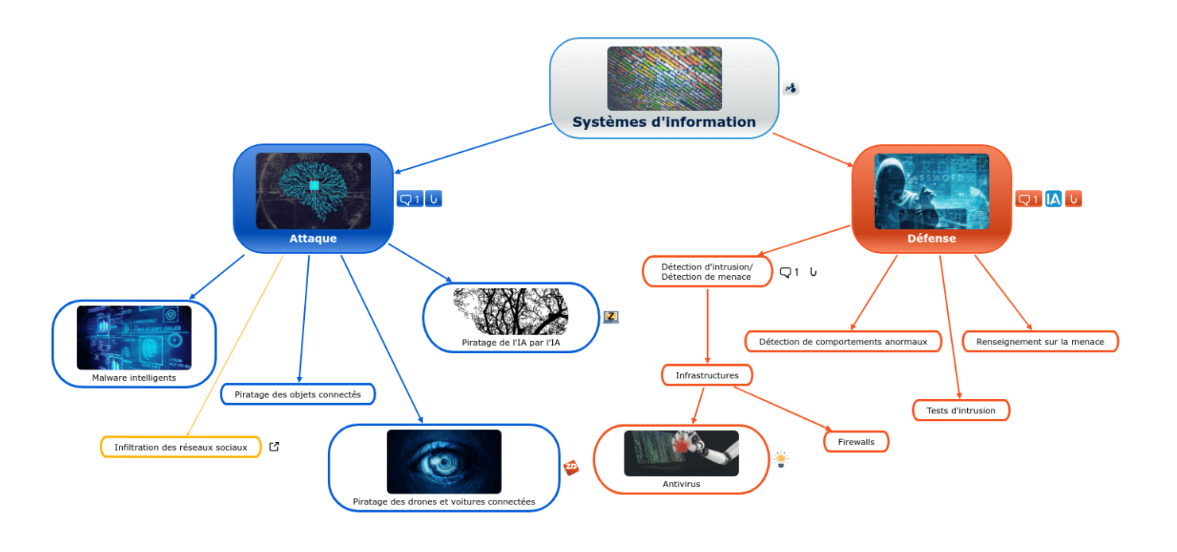 Systèmes d'information
PASSWORD
Attaque
1
Défense
1
IA
Détection d'intrusion/
Détection de menace
1
Piratage de l'IA par l'IA
Z
Malware intelligents
Piratage des objets connectés
Infiltration des réseaux sociaux
Piratage des drones et voitures connectées
ZD
Détection de comportements anormaux
Renseignement sur la menace
Infrastructures
Tests d'intrusion
Firewalls
Antivirus